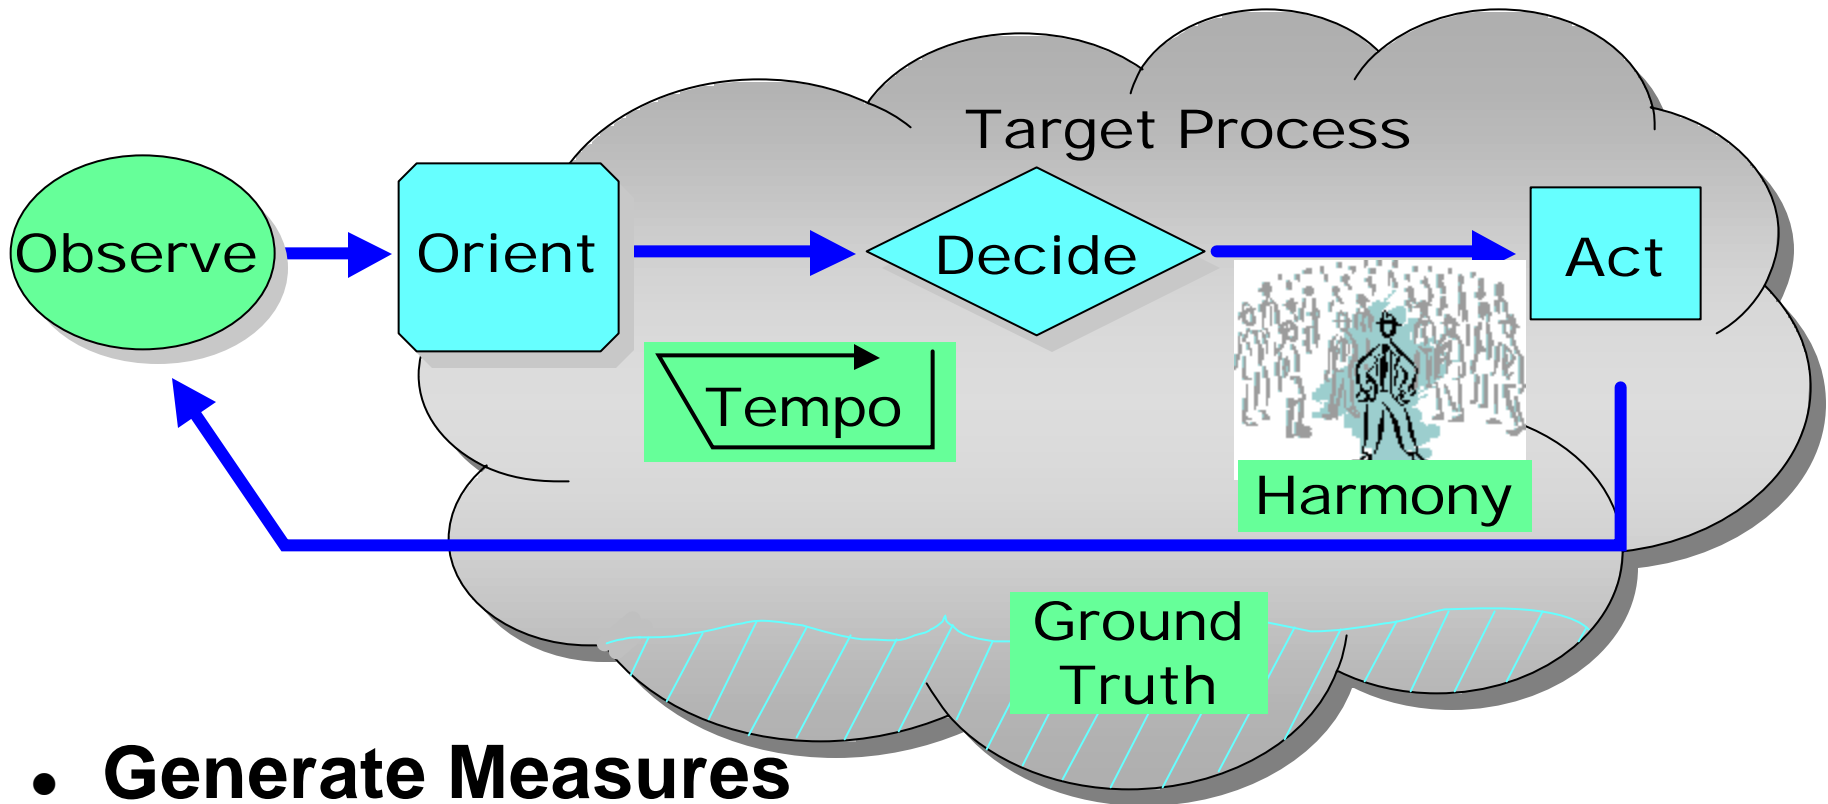 Target Process
Observe
Orient
Decide
Act
Tempo
Harmony
Ground
Truth
• Generate Measures